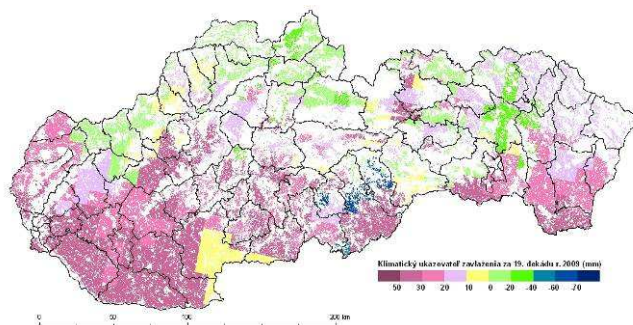 Klimatický ukazovateľ zavlaženia za 19. dekádu r. 2009 (mm)
50 30 20 10 0 -20 -40 -60 -70
0 50 100 200 km